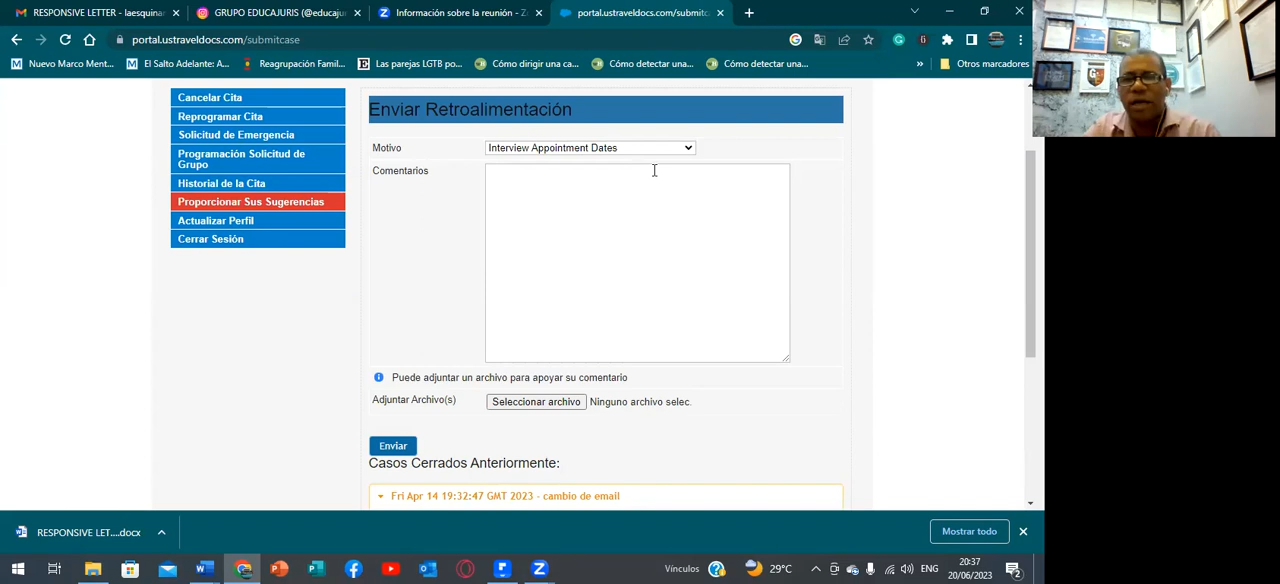 RESPONSIVE LETTER - laesquinar
GRUPO EDUCAJURIS (@educaju
Información sobre la reunión - Zo
portal.ustraveldocs.com/submitc
portal.ustraveldocs.com/submitcase
Nuevo Marco Ment...
El Salto Adelante: A...
Reagrupación Famil...
Las parejas LGTB po...
Cómo dirigir una ca...
Cómo detectar una...
Cómo detectar una...
»
Otros marcadores
Cancelar Cita
Reprogramar Cita
Solicitud de Emergencia
Programación Solicitud de
Grupo
Historial de la Cita
Proporcionar Sus Sugerencias
Actualizar Perfil
Cerrar Sesión
Enviar Retroalimentación
Motivo
Interview Appointment Dates
Comentarios
Puede adjuntar un archivo para apoyar su comentario
Adjuntar Archivo(s)
Seleccionar archivo
Ninguno archivo selec.
Enviar
Casos Cerrados Anteriormente:
Fri Apr 14 19:32:47 GMT 2023 - cambio de email
RESPONSIVE LET....docx
Mostrar todo
Vínculos
29°C
ENG
20:37
20/06/2023